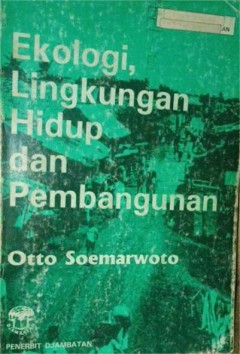 Ekologi,
Lingkungan
Hidup
dan
Pembangunan
Otto Soemarwoto
PENERBIT DJAMBATAN